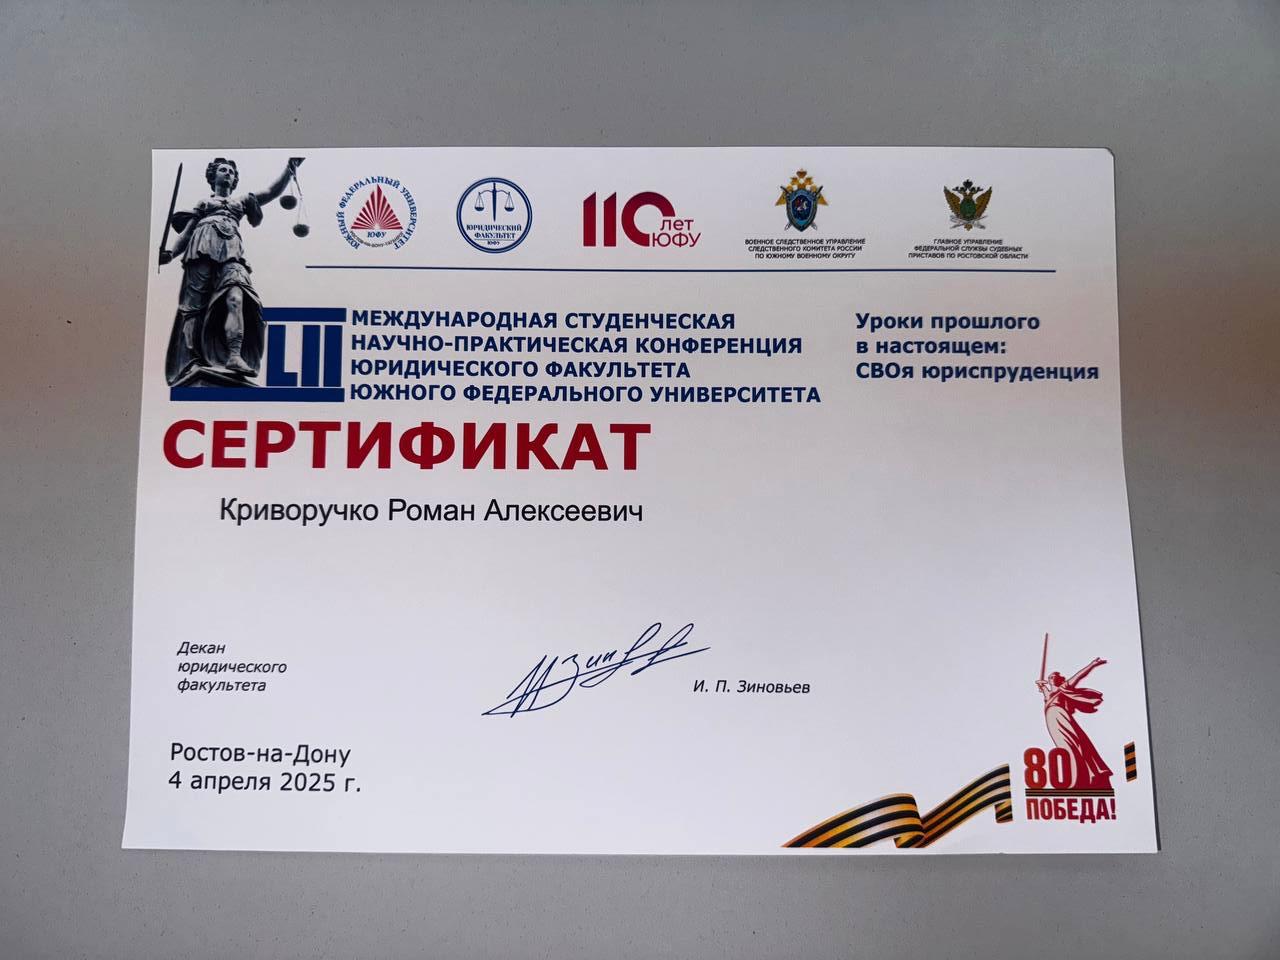 ЮЖНЫЙ ФЕДЕРАЛЬНЫЙ УНИВЕРСИТЕТ
ЮФУ
ЮРИДИЧЕСКИЙ
ФАКУЛЬТЕТ
ЮФУ
110 лет
ЮФУ
ВОЕННОЕ СЛЕДСТВЕННОЕ УПРАВЛЕНИЕ
СЛЕДСТВЕННОГО КОМИТЕТА РОССИИ
ПО ЮЖНОМУ ВОЕННОМУ ОКРУГУ
ГЛАВНОЕ УПРАВЛЕНИЕ
ФЕДЕРАЛЬНОЙ СЛУЖБЫ СУДЕБНЫХ
ПРИСТАВОВ ПО РОСТОВСКОЙ ОБЛАСТИ
LII
МЕЖДУНАРОДНАЯ СТУДЕНЧЕСКАЯ
НАУЧНО-ПРАКТИЧЕСКАЯ КОНФЕРЕНЦИЯ
ЮРИДИЧЕСКОГО ФАКУЛЬТЕТА
ЮЖНОГО ФЕДЕРАЛЬНОГО УНИВЕРСИТЕТА
Уроки прошлого
в настоящем:
СВОя юриспруденция
СЕРТИФИКАТ
Криворучко Роман Алексеевич
Декан
юридического
факультета
И. П. Зиновьев
Ростов-на-Дону
4 апреля 2025 г.
80
ПОБЕДА!